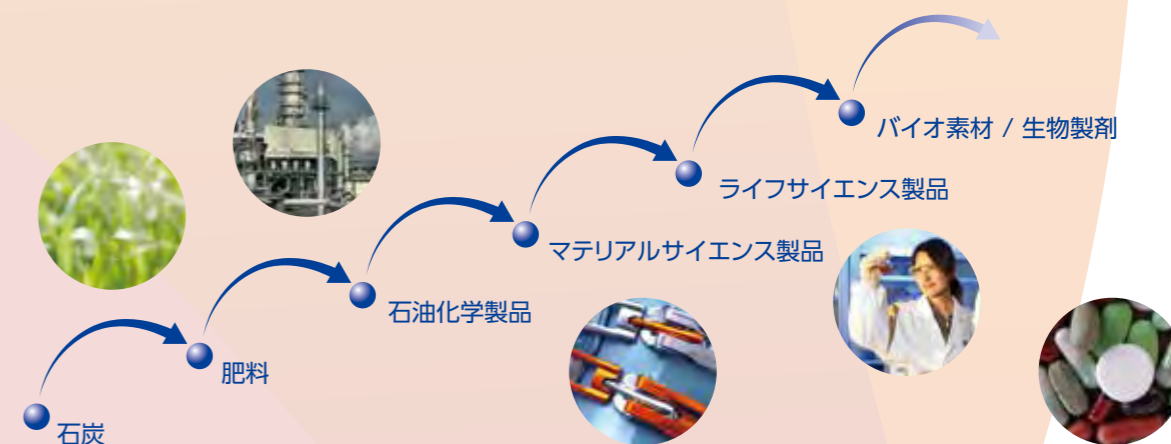 バイオ素材 / 生物製剤
ライフサイエンス製品
マテリアルサイエンス製品
石油化学製品
肥料
石炭